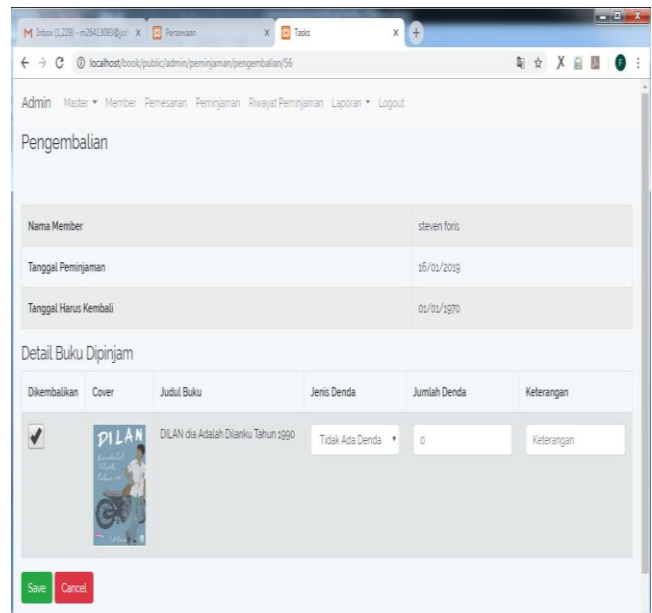 Inbox (1,229) - m26413093@
Persewaan
Tasks
localhost/book/public/admin/peminjaman/pengembalian/56
Admin Master Member Pemesanan Peminjaman Riwayat Peminjaman Laporan Logout
Pengembalian
Nama Member steven foris
Tanggal Peminjaman 16/01/2019
Tanggal Harus Kembali 01/01/1970
Detail Buku Dipinjam
Dikembalikan Cover Judul Buku Jenis Denda Jumlah Denda Keterangan
DILAN
DILAN dia Adalah Dilanku Tahun 1990 Tidak Ada Denda 0 Keterangan
Save Cancel